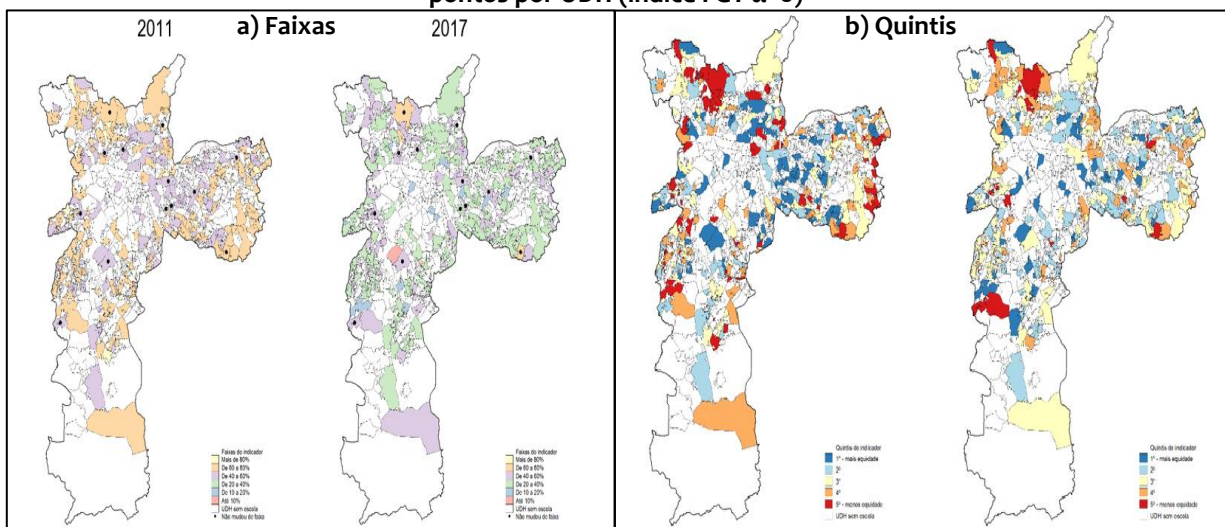 pontos por UDH (Índice PCT a=0)
2011
a) Faixas
2017
b) Quintis
Faixas do indicador
Mais de 80%
De 60 a 80%
De 40 a 60%
De 20 a 40%
De 10 a 20%
Até 10%
UDH sem escola
Não mudou de faixa
Faixas do indicador
Mais de 80%
De 60 a 80%
De 40 a 60%
De 20 a 40%
De 10 a 20%
Até 10%
UDH sem escola
Não mudou de faixa
Quintis do indicador
1º - mais equidade
2º
3º
4º
5º - menos equidade
UDH sem escola
Quintis do indicador
1º - mais equidade
2º
3º
4º
5º - menos equidade
UDH sem escola